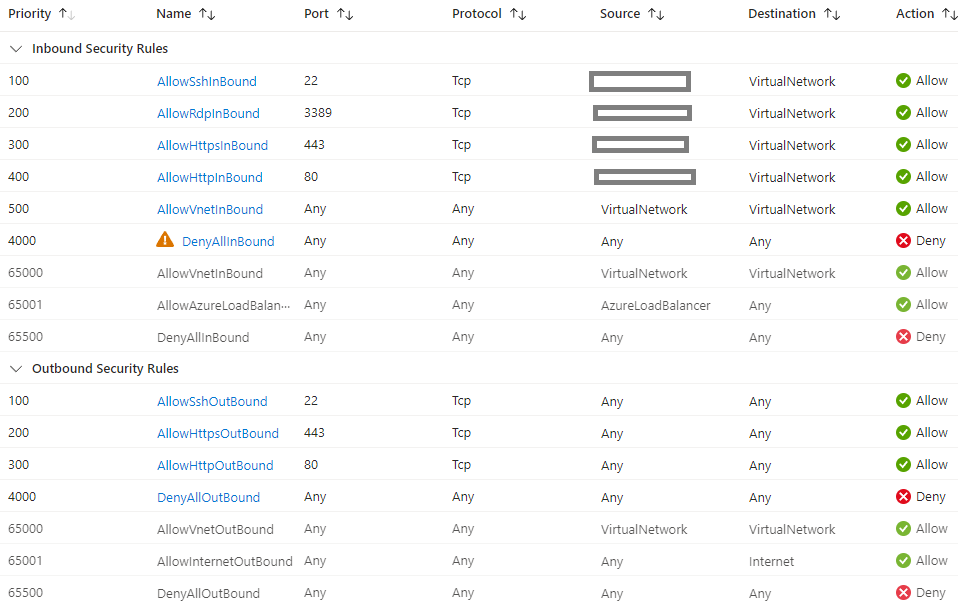 Priority Name Port Protocol Source Destination Action
Inbound Security Rules
100 AllowSshInBound 22 Tcp VirtualNetwork Allow
200 AllowRdpInBound 3389 Tcp VirtualNetwork Allow
300 AllowHttpsInBound 443 Tcp VirtualNetwork Allow
400 AllowHttpInBound 80 Tcp VirtualNetwork Allow
500 AllowVnetInBound Any Any VirtualNetwork VirtualNetwork Allow
4000 DenyAllInBound Any Any Any Any Deny
65000 AllowVnetInBound Any Any VirtualNetwork VirtualNetwork Allow
65001 AllowAzureLoadBalan··· Any Any AzureLoadBalancer Any Allow
65500 DenyAllInBound Any Any Any Any Deny
Outbound Security Rules
100 AllowSshOutBound 22 Tcp Any Any Allow
200 AllowHttpsOutBound 443 Tcp Any Any Allow
300 AllowHttpOutBound 80 Tcp Any Any Allow
4000 DenyAllOutBound Any Any Any Any Deny
65000 AllowVnetOutBound Any Any VirtualNetwork VirtualNetwork Allow
65001 AllowInternetOutBound Any Any Any Internet Allow
65500 DenyAllOutBound Any Any Any Any Deny